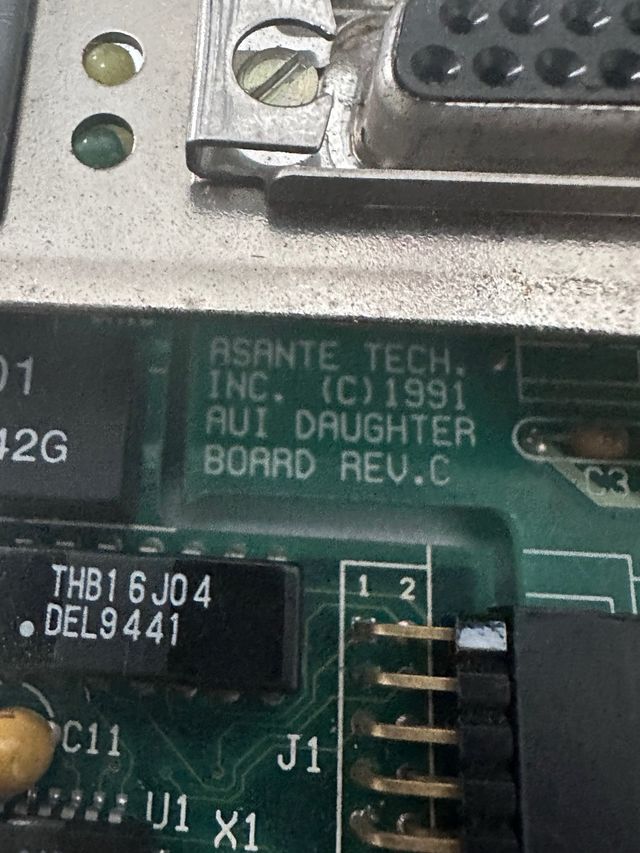 ASANTE TECH.
INC. (C)1991
AUI DAUGHTER
BOARD REV.C
01
42G
C3
THB16J04
DEL9441
1 2
C11
J1
U1 X1